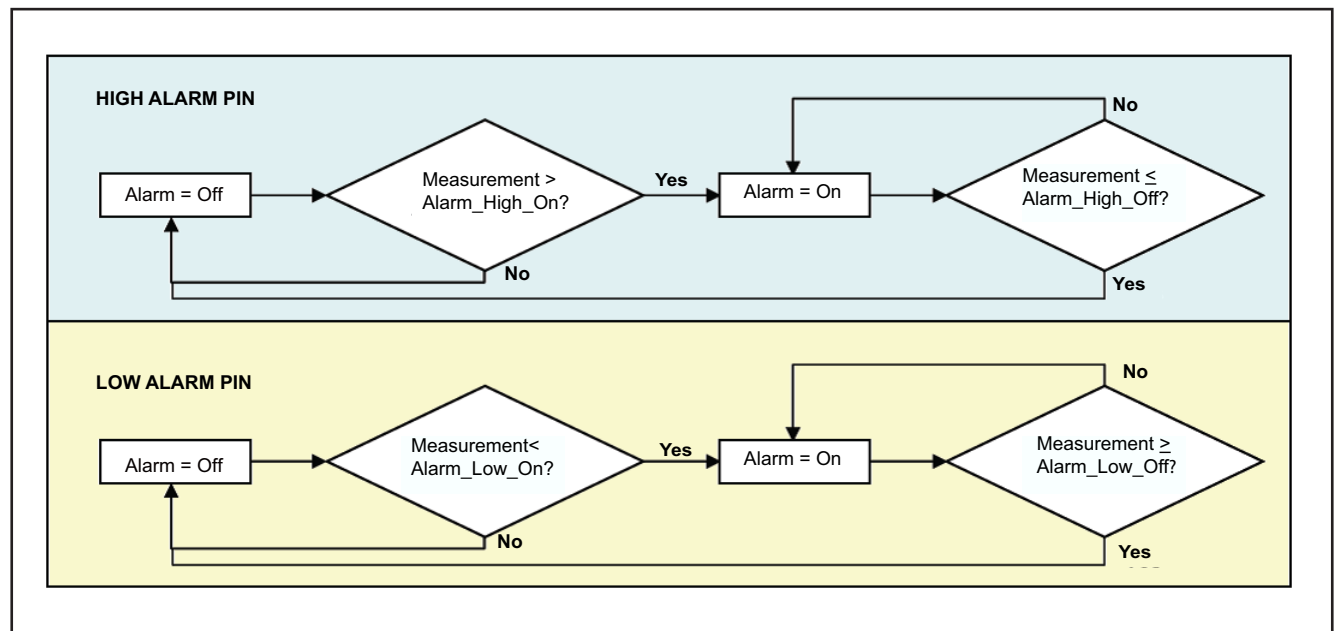 HIGH ALARM PIN
No
Alarm = Off
Measurement >
Alarm_High_On?
Yes
Alarm = On
Measurement ≤
Alarm_High_Off?
No
Yes
LOW ALARM PIN
No
Alarm = Off
Measurement<
Alarm_Low_On?
Yes
Alarm = On
Measurement ≥
Alarm_Low_Off?
No
Yes